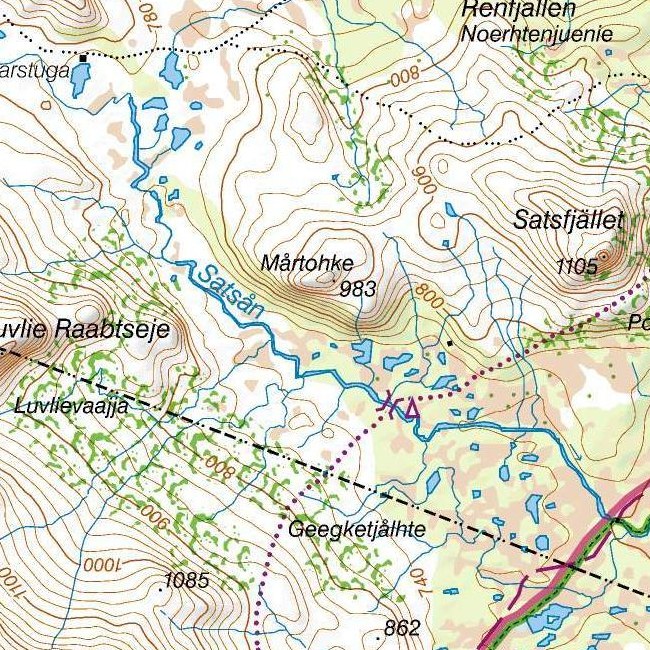 Renfjällen
Noerhtenjuenie
780
arstuga
800
900
Satsfjället
1105
Mårtohke
983
Satsån
800
uvlie Raabtseje
Po
Luvlievaajja
800
900
Geegketjålhte
1000
1100
1085
740
862